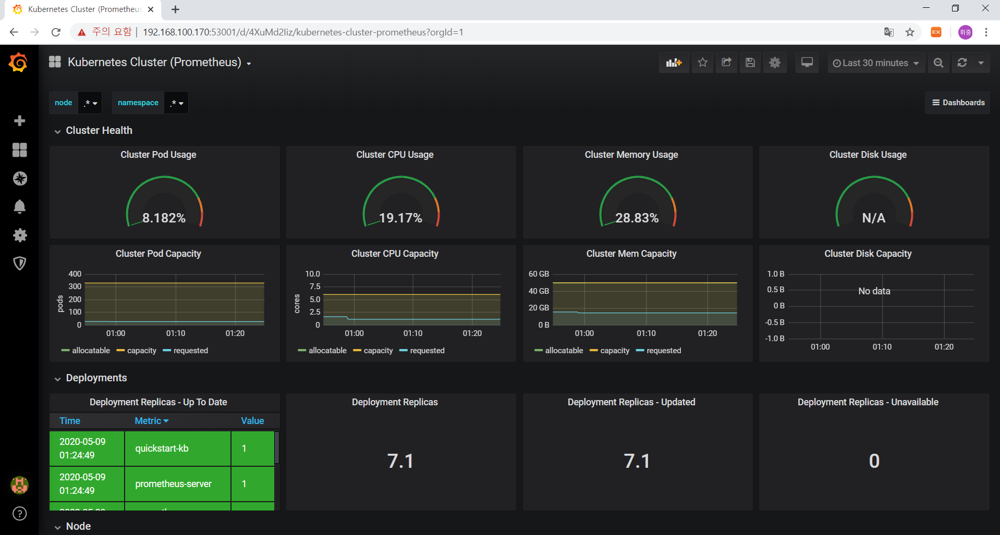 Kubernetes Cluster (Prometheus
주의 요함
192.168.100.170:53001/d/4XuMd2Iiz/kubernetes-cluster-prometheus?orgId=1
EX
휘중
Kubernetes Cluster (Prometheus)
Last 30 minutes
node .*
namespace .*
Dashboards
Cluster Health
Cluster Pod Usage
8.182%
Cluster CPU Usage
19.17%
Cluster Memory Usage
28.83%
Cluster Disk Usage
N/A
Cluster Pod Capacity
pods
400
300
200
100
0
01:00 01:10 01:20
allocatable capacity requested
Cluster CPU Capacity
cores
10.0
7.5
5.0
2.5
0
01:00 01:10 01:20
allocatable capacity requested
Cluster Mem Capacity
60 GB
40 GB
20 GB
0 B
01:00 01:10 01:20
allocatable capacity requested
Cluster Disk Capacity
1.0 B
0.5 B
0 B
-0.5 B
-1.0 B
No data
01:00 01:10 01:20
Deployments
Deployment Replicas - Up To Date
Time Metric Value
2020-05-09
01:24:49
quickstart-kb
1
2020-05-09
01:24:49
prometheus-server
1
Deployment Replicas
7.1
Deployment Replicas - Updated
7.1
Deployment Replicas - Unavailable
0
Node